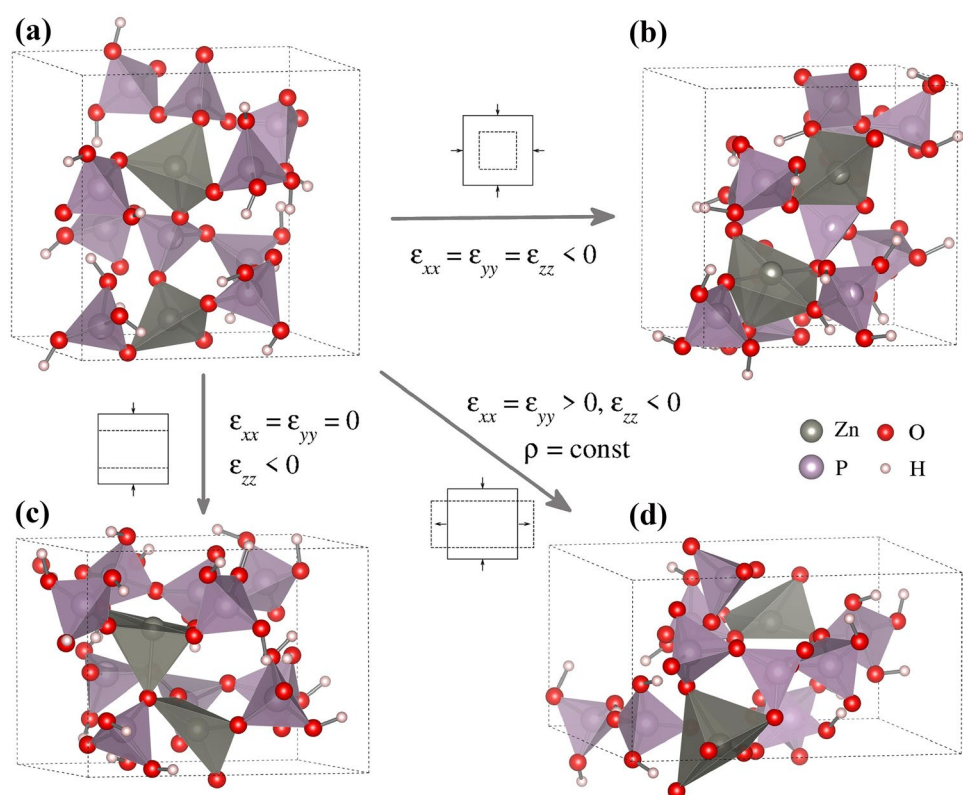 (a)
(b)
εxx = εyy = εzz < 0
εxx = εyy = 0
εzz < 0
εxx = εyy > 0, εzz < 0
ρ = const
Zn O
P H
(c)
(d)